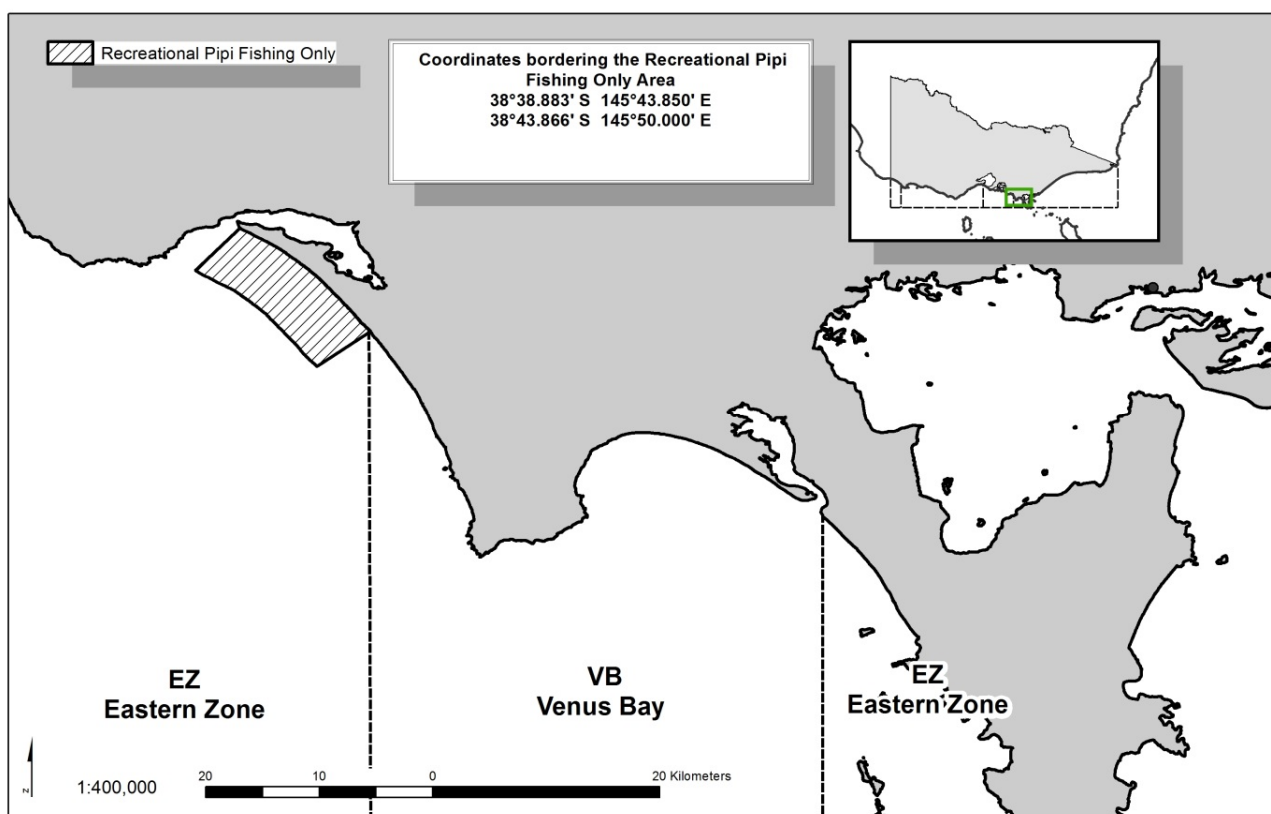 Recreational Pipi Fishing Only
Coordinates bordering the Recreational Pipi
Fishing Only Area
38°38.883' S 145°43.850' E
38°43.866' S 145°50.000' E
EZ
Eastern Zone
VB
Venus Bay
EZ
Eastern Zone
N
1:400,000
20 10 0 20 Kilometers